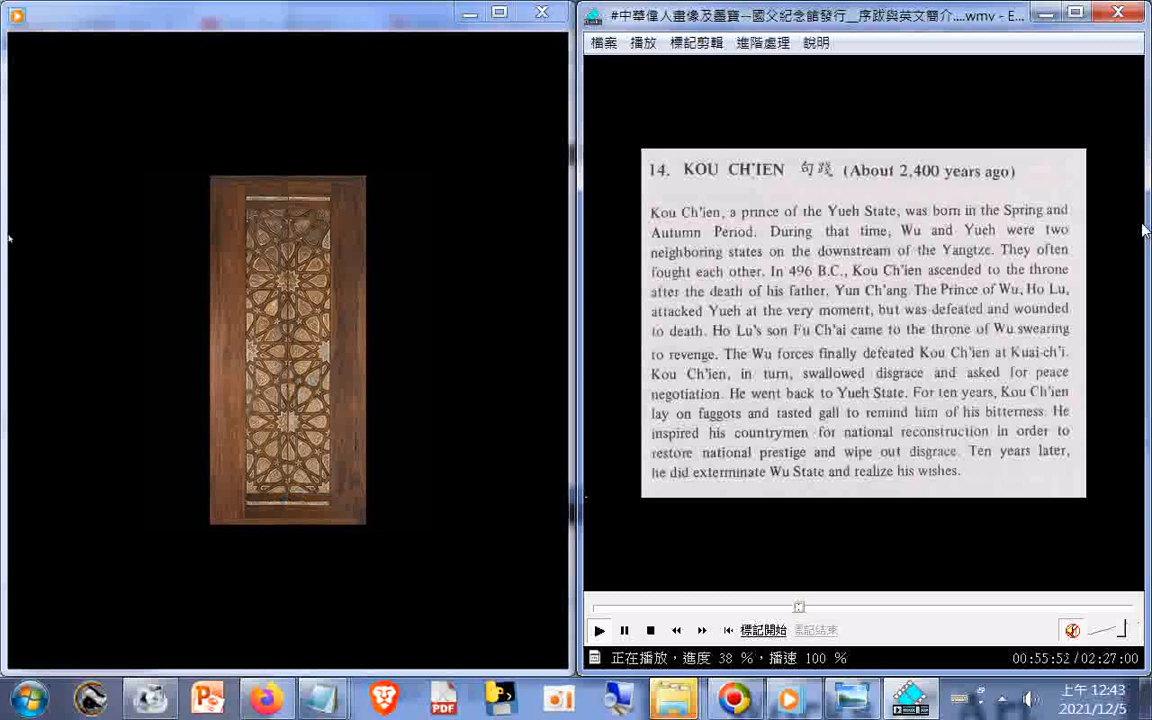 #中華偉人畫像及墨寶—國父紀念館發行__序跋與英文簡介....wmv - E...
檔案 播放 標記剪輯 進階處理 說明
14. KOU CH'IEN 句踐 (About 2,400 years ago)
Kou Ch'ien, a prince of the Yueh State, was born in the Spring and
Autumn Period. During that time, Wu and Yueh were two
neighboring states on the downstream of the Yangtze. They often
fought each other. In 496 B.C., Kou Ch'ien ascended to the throne
after the death of his father, Yun Ch'ang. The Prince of Wu, Ho Lu,
attacked Yueh at the very moment, but was defeated and wounded
to death. Ho Lu's son Fu Ch'ai came to the throne of Wu swearing
to revenge. The Wu forces finally defeated Kou Ch'ien at Kuai-ch'i.
Kou Ch'ien, in turn, swallowed disgrace and asked for peace
negotiation. He went back to Yueh State. For ten years, Kou Ch'ien
lay on faggots and tasted gall to remind him of his bitterness. He
inspired his countrymen for national reconstruction in order to
restore national prestige and wipe out disgrace. Ten years later,
he did exterminate Wu State and realize his wishes.
標記開始 標記結束
正在播放，進度 38 %，播速 100 %
00:55:52 / 02:27:00
PDF
上午 12:43
2021/12/5